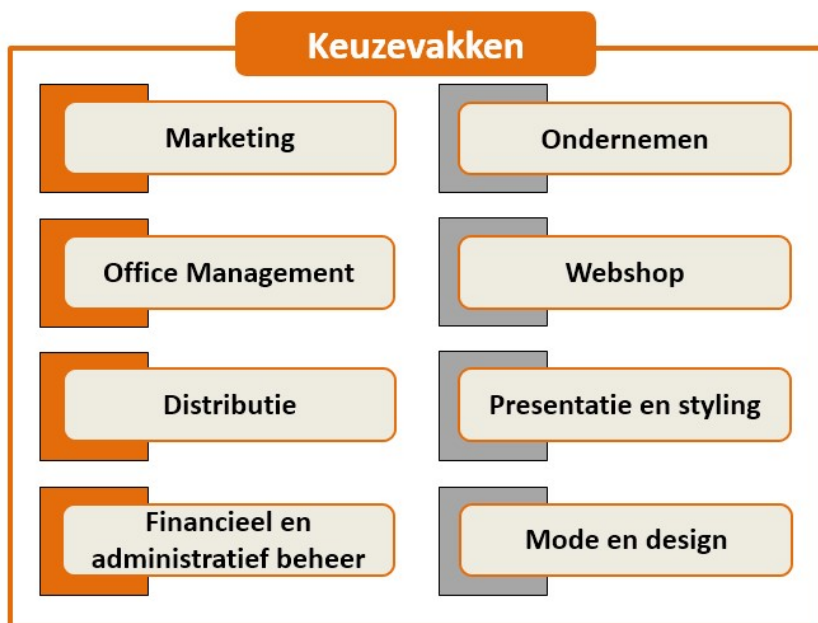 Keuzevakken
Marketing
Ondernemen
Office Management
Webshop
Distributie
Presentatie en styling
Financieel en
administratief beheer
Mode en design